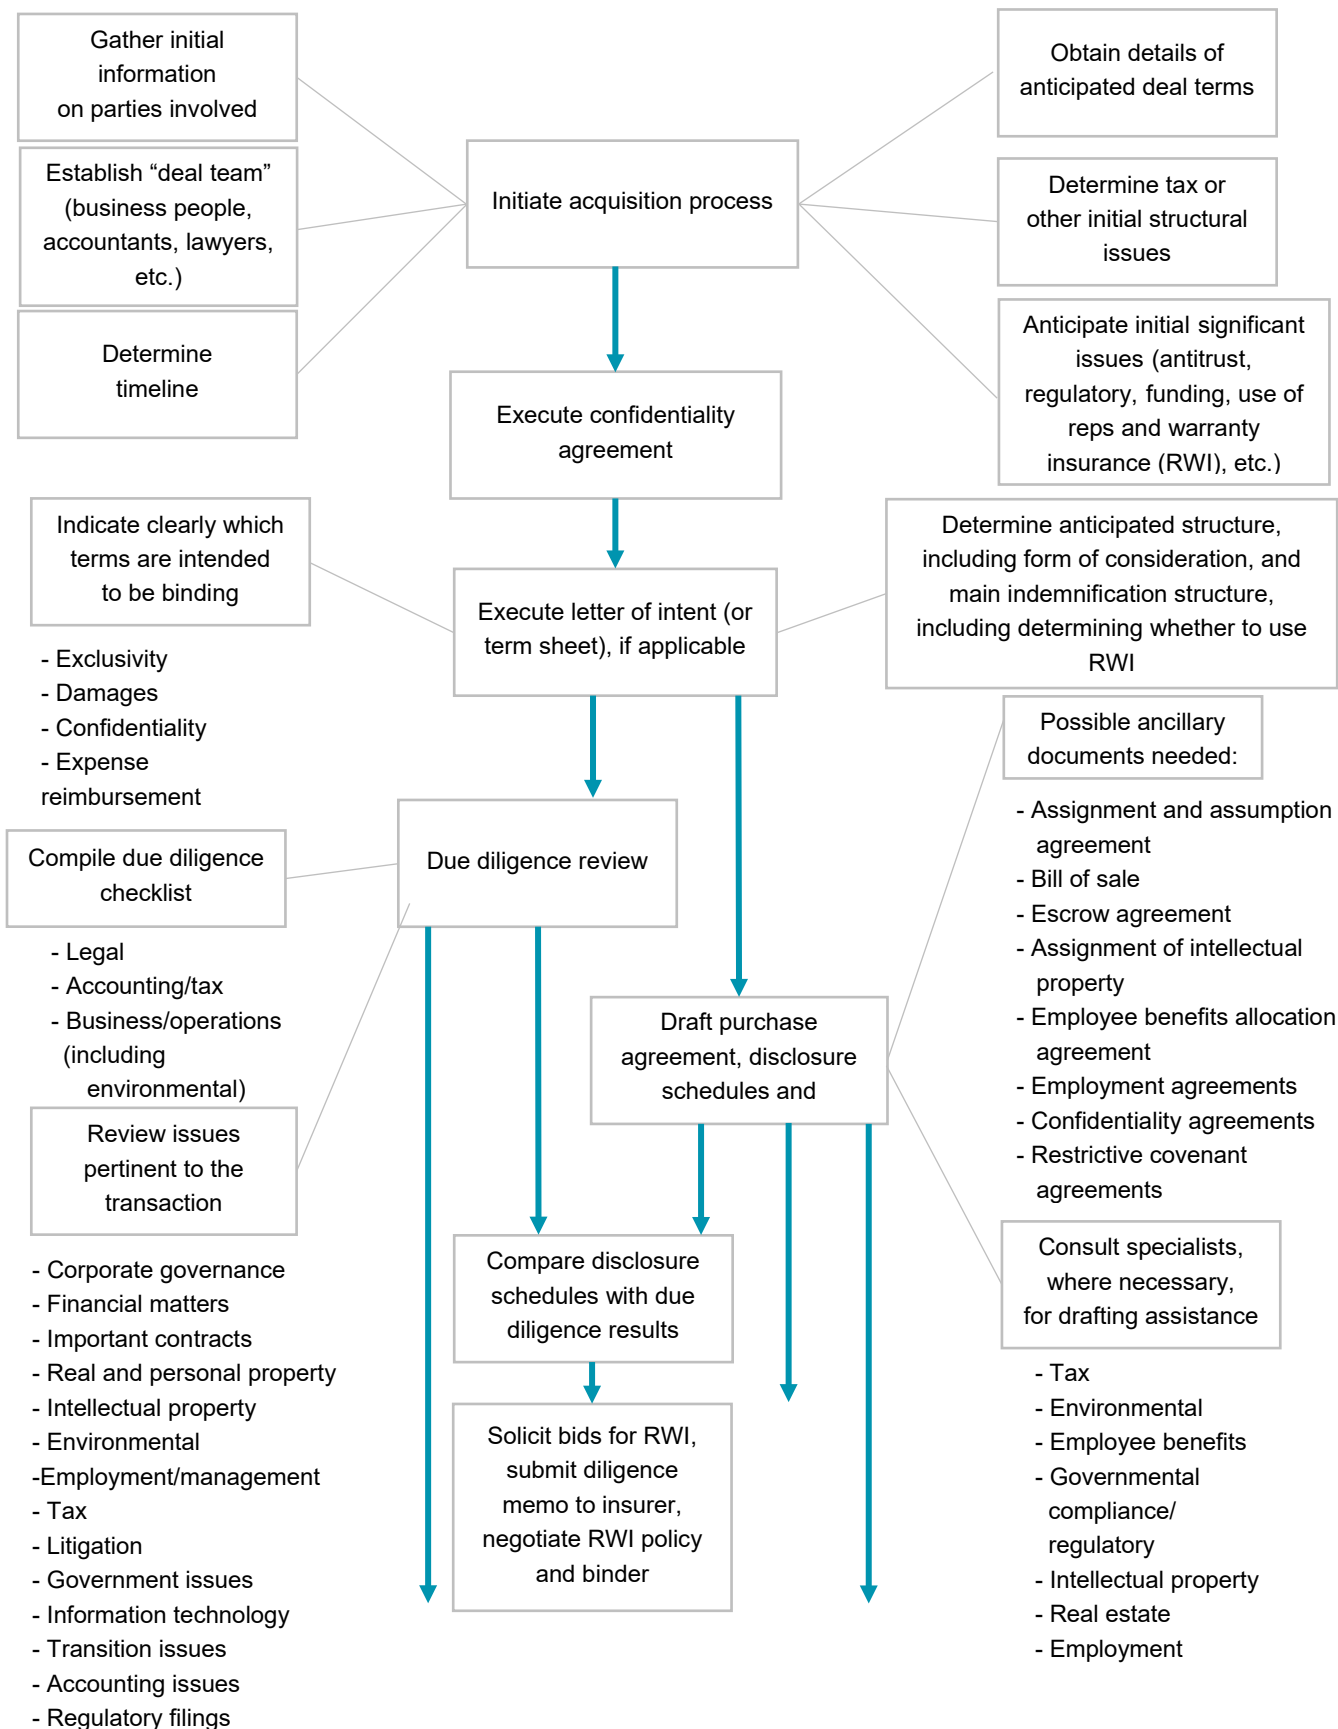 Gather initial
information
on parties involved
Obtain details of
anticipated deal terms
Establish “deal team”
(business people,
accountants, lawyers,
etc.)
Initiate acquisition process
Determine tax or
other initial structural
issues
Determine
timeline
Anticipate initial significant
issues (antitrust,
regulatory, funding, use of
reps and warranty
insurance (RWI), etc.)
Execute confidentiality
agreement
Indicate clearly which
terms are intended
to be binding
- Exclusivity
- Damages
- Confidentiality
- Expense
reimbursement
Execute letter of intent (or
term sheet), if applicable
Determine anticipated structure,
including form of consideration, and
main indemnification structure,
including determining whether to use
RWI
Possible ancillary
documents needed:
- Assignment and assumption
agreement
- Bill of sale
- Escrow agreement
- Assignment of intellectual
property
- Employee benefits allocation
agreement
- Employment agreements
- Confidentiality agreements
- Restrictive covenant
agreements
Compile due diligence
checklist
- Legal
- Accounting/tax
- Business/operations
(including
environmental)
Due diligence review
Draft purchase
agreement, disclosure
schedules and
Review issues
pertinent to the
transaction
- Corporate governance
- Financial matters
- Important contracts
- Real and personal property
- Intellectual property
- Environmental
-Employment/management
- Tax
- Litigation
- Government issues
- Information technology
- Transition issues
- Accounting issues
- Regulatory filings
Compare disclosure
schedules with due
diligence results
Solicit bids for RWI,
submit diligence
memo to insurer,
negotiate RWI policy
and binder
Consult specialists,
where necessary,
for drafting assistance
- Tax
- Environmental
- Employee benefits
- Governmental
compliance/
regulatory
- Intellectual property
- Real estate
- Employment